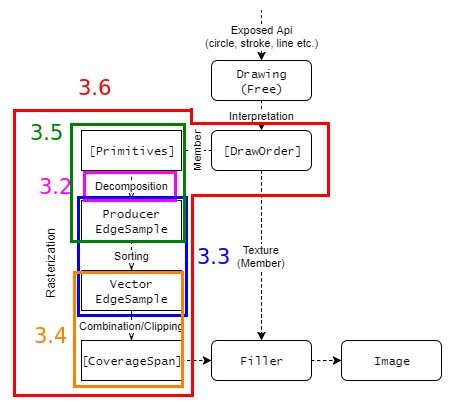 Exposed Api
(circle, stroke, line etc.)
Drawing
(Free)
3.6
Interpretation
3.5
[Primitives]
Member
[DrawOrder]
3.2
Decomposition
Producer
EdgeSample
Rasterization
Sorting
3.3
Texture
(Member)
Vector
EdgeSample
3.4
Combination/Clipping
[CoverageSpan]
Filler
Image